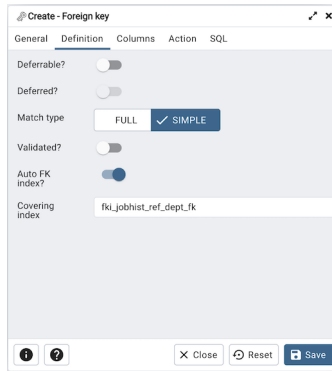 Create - Foreign key
General Definition Columns Action SQL
Deferrable?
Deferred?
Match type FULL SIMPLE
Validated?
Auto FK
index?
Covering
index
fki_jobhist_ref_dept_fk
Close Reset Save